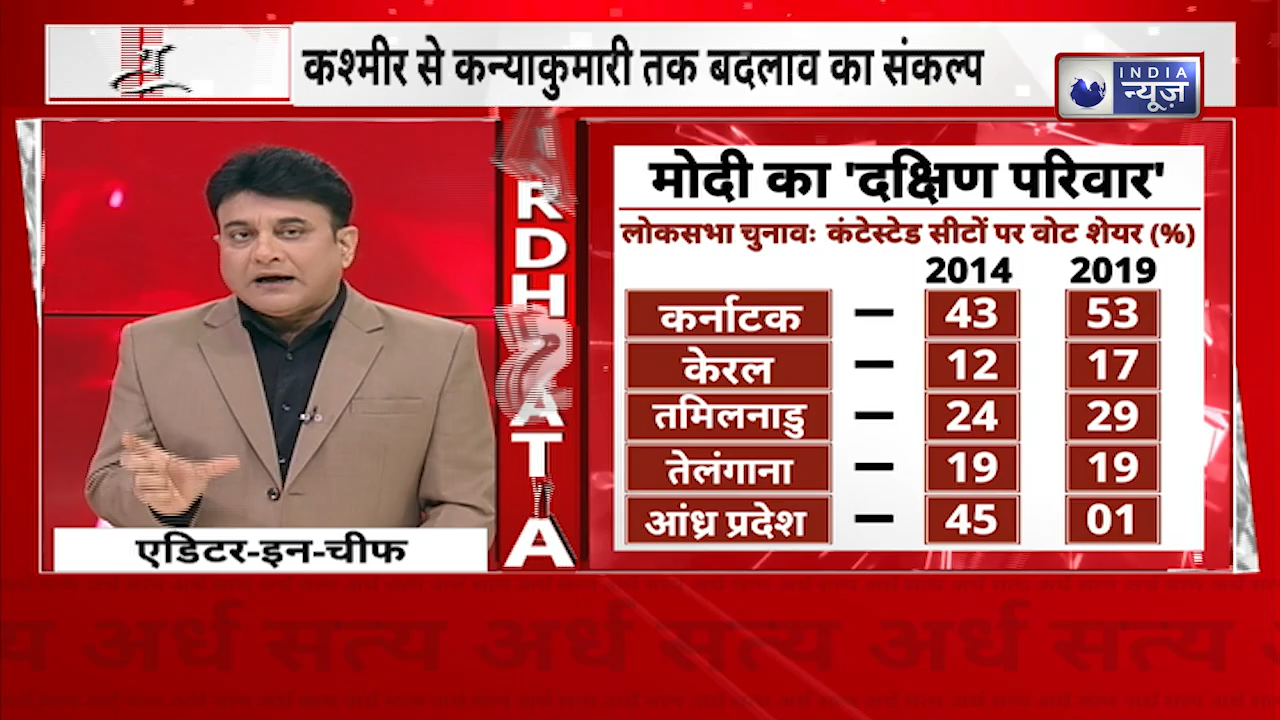 कश्मीर से कन्याकुमारी तक बदलाव का संकल्प
INDIA
न्यूज़
मोदी का 'दक्षिण परिवार'
लोकसभा चुनावः कंटेस्टेड सीटों पर वोट शेयर (%)
2014 2019
कर्नाटक – 43 53
केरल – 12 17
तमिलनाडु – 24 29
तेलंगाना – 19 19
आंध्र प्रदेश – 45 01
एडिटर-इन-चीफ
अर्ध सत्य अर्ध सत्य अर्ध सत्य